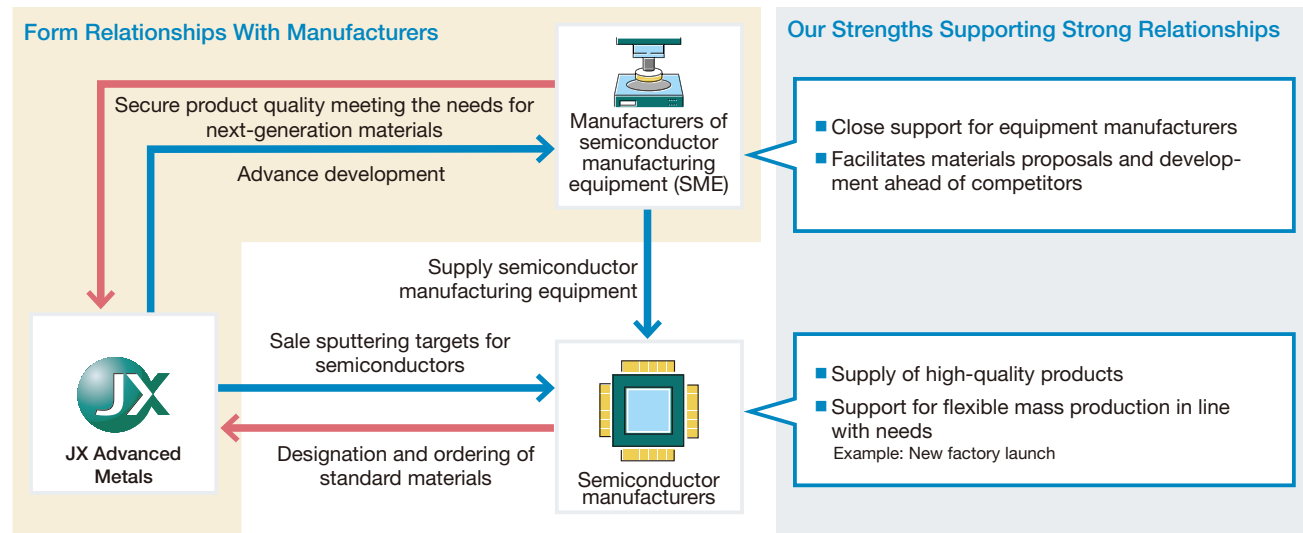 Form Relationships With Manufacturers
Secure product quality meeting the needs for
next-generation materials
Advance development
Manufacturers of
semiconductor
manufacturing
equipment (SME)
Supply semiconductor
manufacturing equipment
JX
JX Advanced
Metals
Sale sputtering targets for
semiconductors
Designation and ordering of
standard materials
Semiconductor
manufacturers
Our Strengths Supporting Strong Relationships
■ Close support for equipment manufacturers
■ Facilitates materials proposals and develop-
ment ahead of competitors
■ Supply of high-quality products
■ Support for flexible mass production in line
with needs
Example: New factory launch